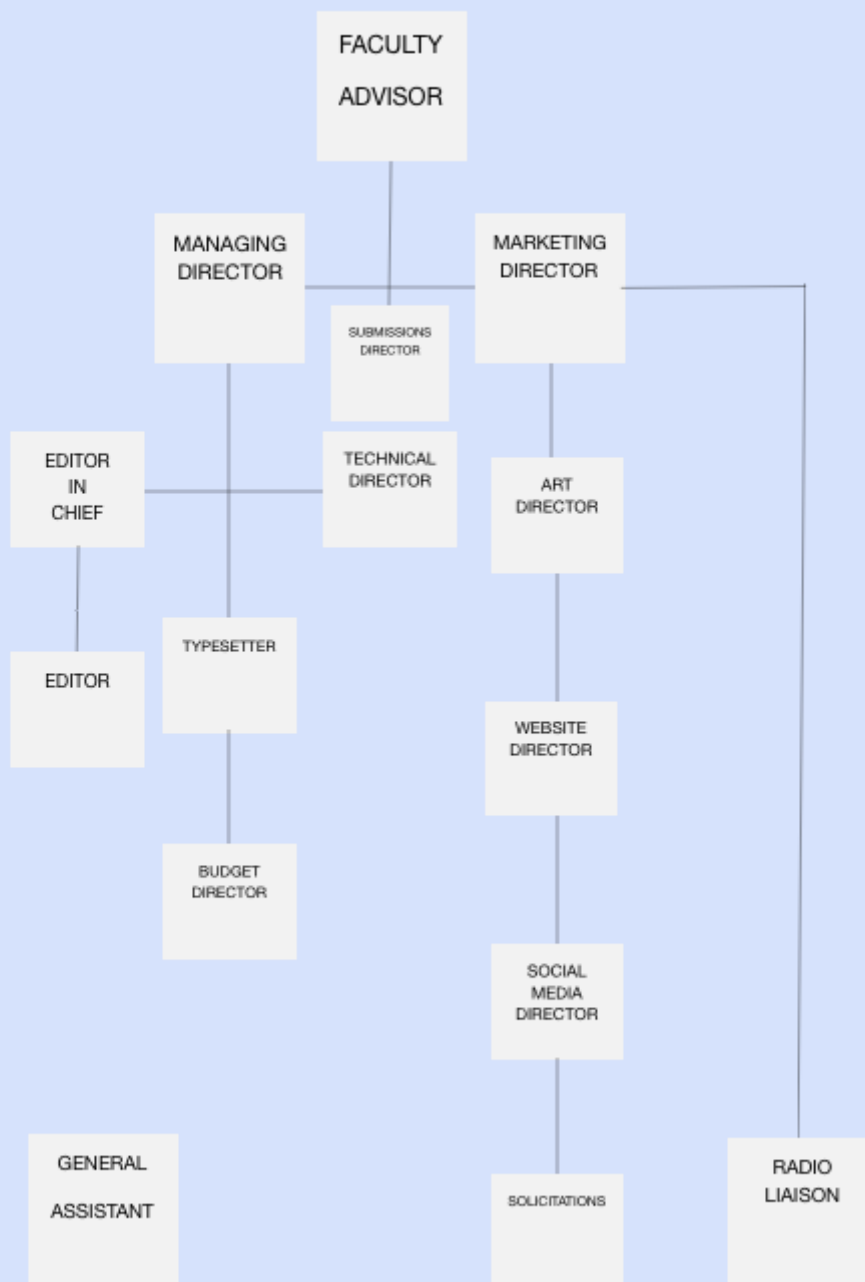 FACULTY
ADVISOR
MANAGING
DIRECTOR
MARKETING
DIRECTOR
SUBMISSIONS
DIRECTOR
EDITOR
IN
CHIEF
TECHNICAL
DIRECTOR
ART
DIRECTOR
TYPESETTER
EDITOR
WEBSITE
DIRECTOR
BUDGET
DIRECTOR
SOCIAL
MEDIA
DIRECTOR
GENERAL
ASSISTANT
SOLICITATIONS
RADIO
LIAISON